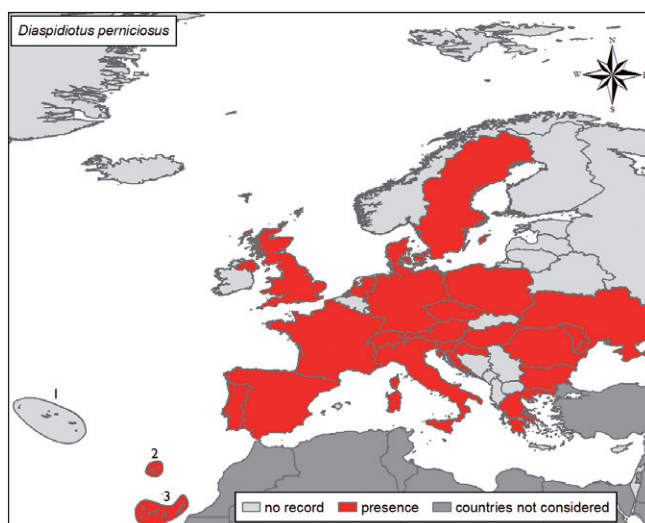 Diaspidiotus perniciosus
N
W
E
S
1
2
3
no record
presence
countries not considered